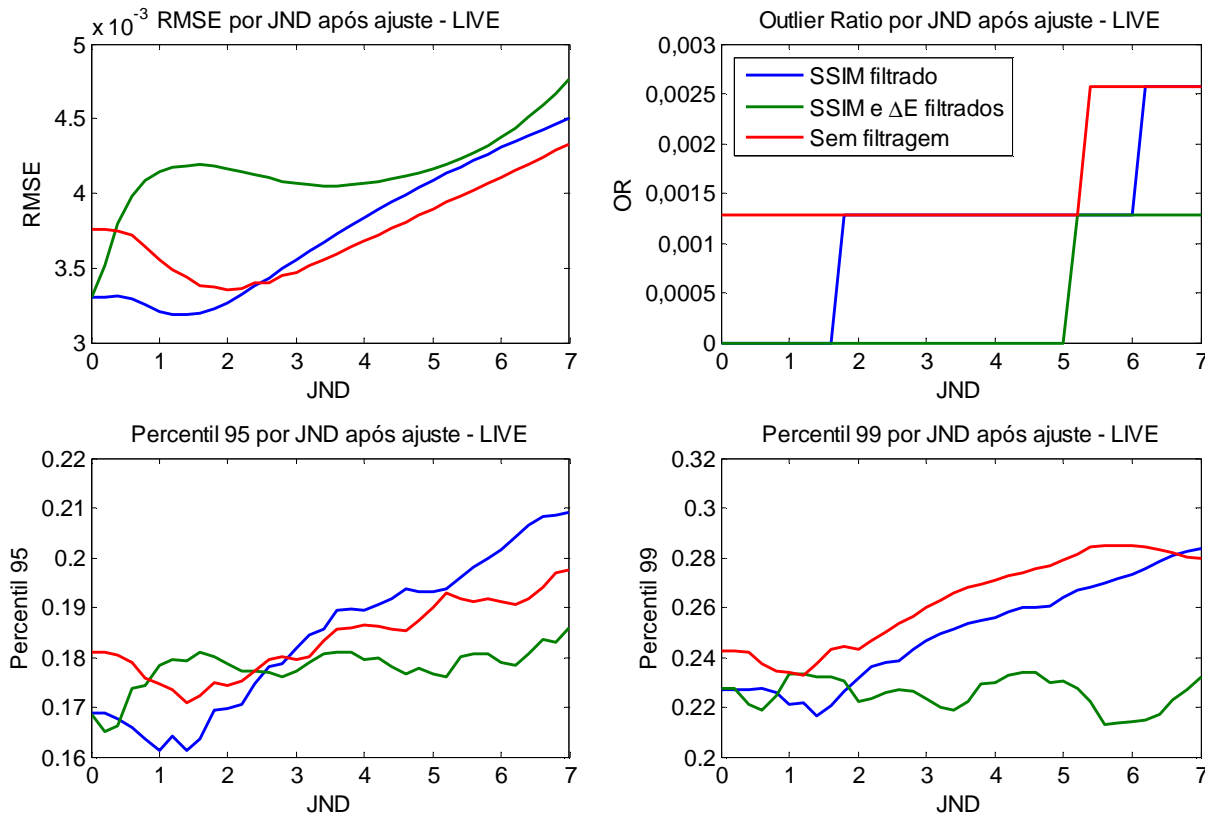 x 10^-3
RMSE por JND após ajuste - LIVE
5
4.5
4
3.5
3
RMSE
0 1 2 3 4 5 6 7
JND
Outlier Ratio por JND após ajuste - LIVE
0,003
0,0025
0,002
0,0015
0,001
0,0005
0
OR
SSIM filtrado
SSIM e ΔE filtrados
Sem filtragem
0 1 2 3 4 5 6 7
JND
Percentil 95 por JND após ajuste - LIVE
0.22
0.21
0.2
0.19
0.18
0.17
0.16
Percentil 95
0 1 2 3 4 5 6 7
JND
Percentil 99 por JND após ajuste - LIVE
0.32
0.3
0.28
0.26
0.24
0.22
0.2
Percentil 99
0 1 2 3 4 5 6 7
JND